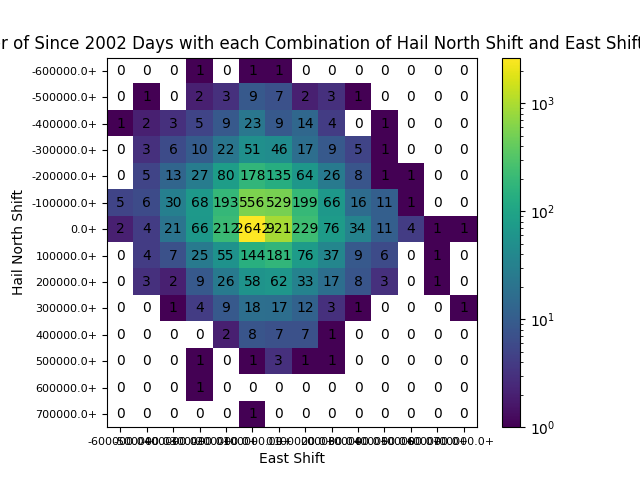 r of Since 2002 Days with each Combination of Hail North Shift and East Shift
-600000.0+ 0 0 0 1 0 1 1 0 0 0 0 0 0 0
-500000.0+ 0 1 0 2 3 9 7 2 3 1 0 0 0 0
-400000.0+ 1 2 3 5 9 23 9 14 4 0 1 0 0 0
-300000.0+ 0 3 6 10 22 51 46 17 9 5 1 0 0 0
-200000.0+ 0 5 13 27 80 178 135 64 26 8 1 1 0 0
-100000.0+ 5 6 30 68 193 556 529 199 66 16 11 1 0 0
0.0+ 2 4 21 66 212 2642 921 229 76 34 11 4 1 1
100000.0+ 0 4 7 25 55 144 181 76 37 9 6 0 1 0
200000.0+ 0 3 2 9 26 58 62 33 17 8 3 0 1 0
300000.0+ 0 0 1 4 9 18 17 12 3 1 0 0 0 1
400000.0+ 0 0 0 0 2 8 7 7 1 0 0 0 0 0
500000.0+ 0 0 0 1 0 1 3 1 1 0 0 0 0 0
600000.0+ 0 0 0 1 0 0 0 0 0 0 0 0 0 0
700000.0+ 0 0 0 0 0 1 0 0 0 0 0 0 0 0
East Shift
Hail North Shift
10³
10²
10¹
10⁰